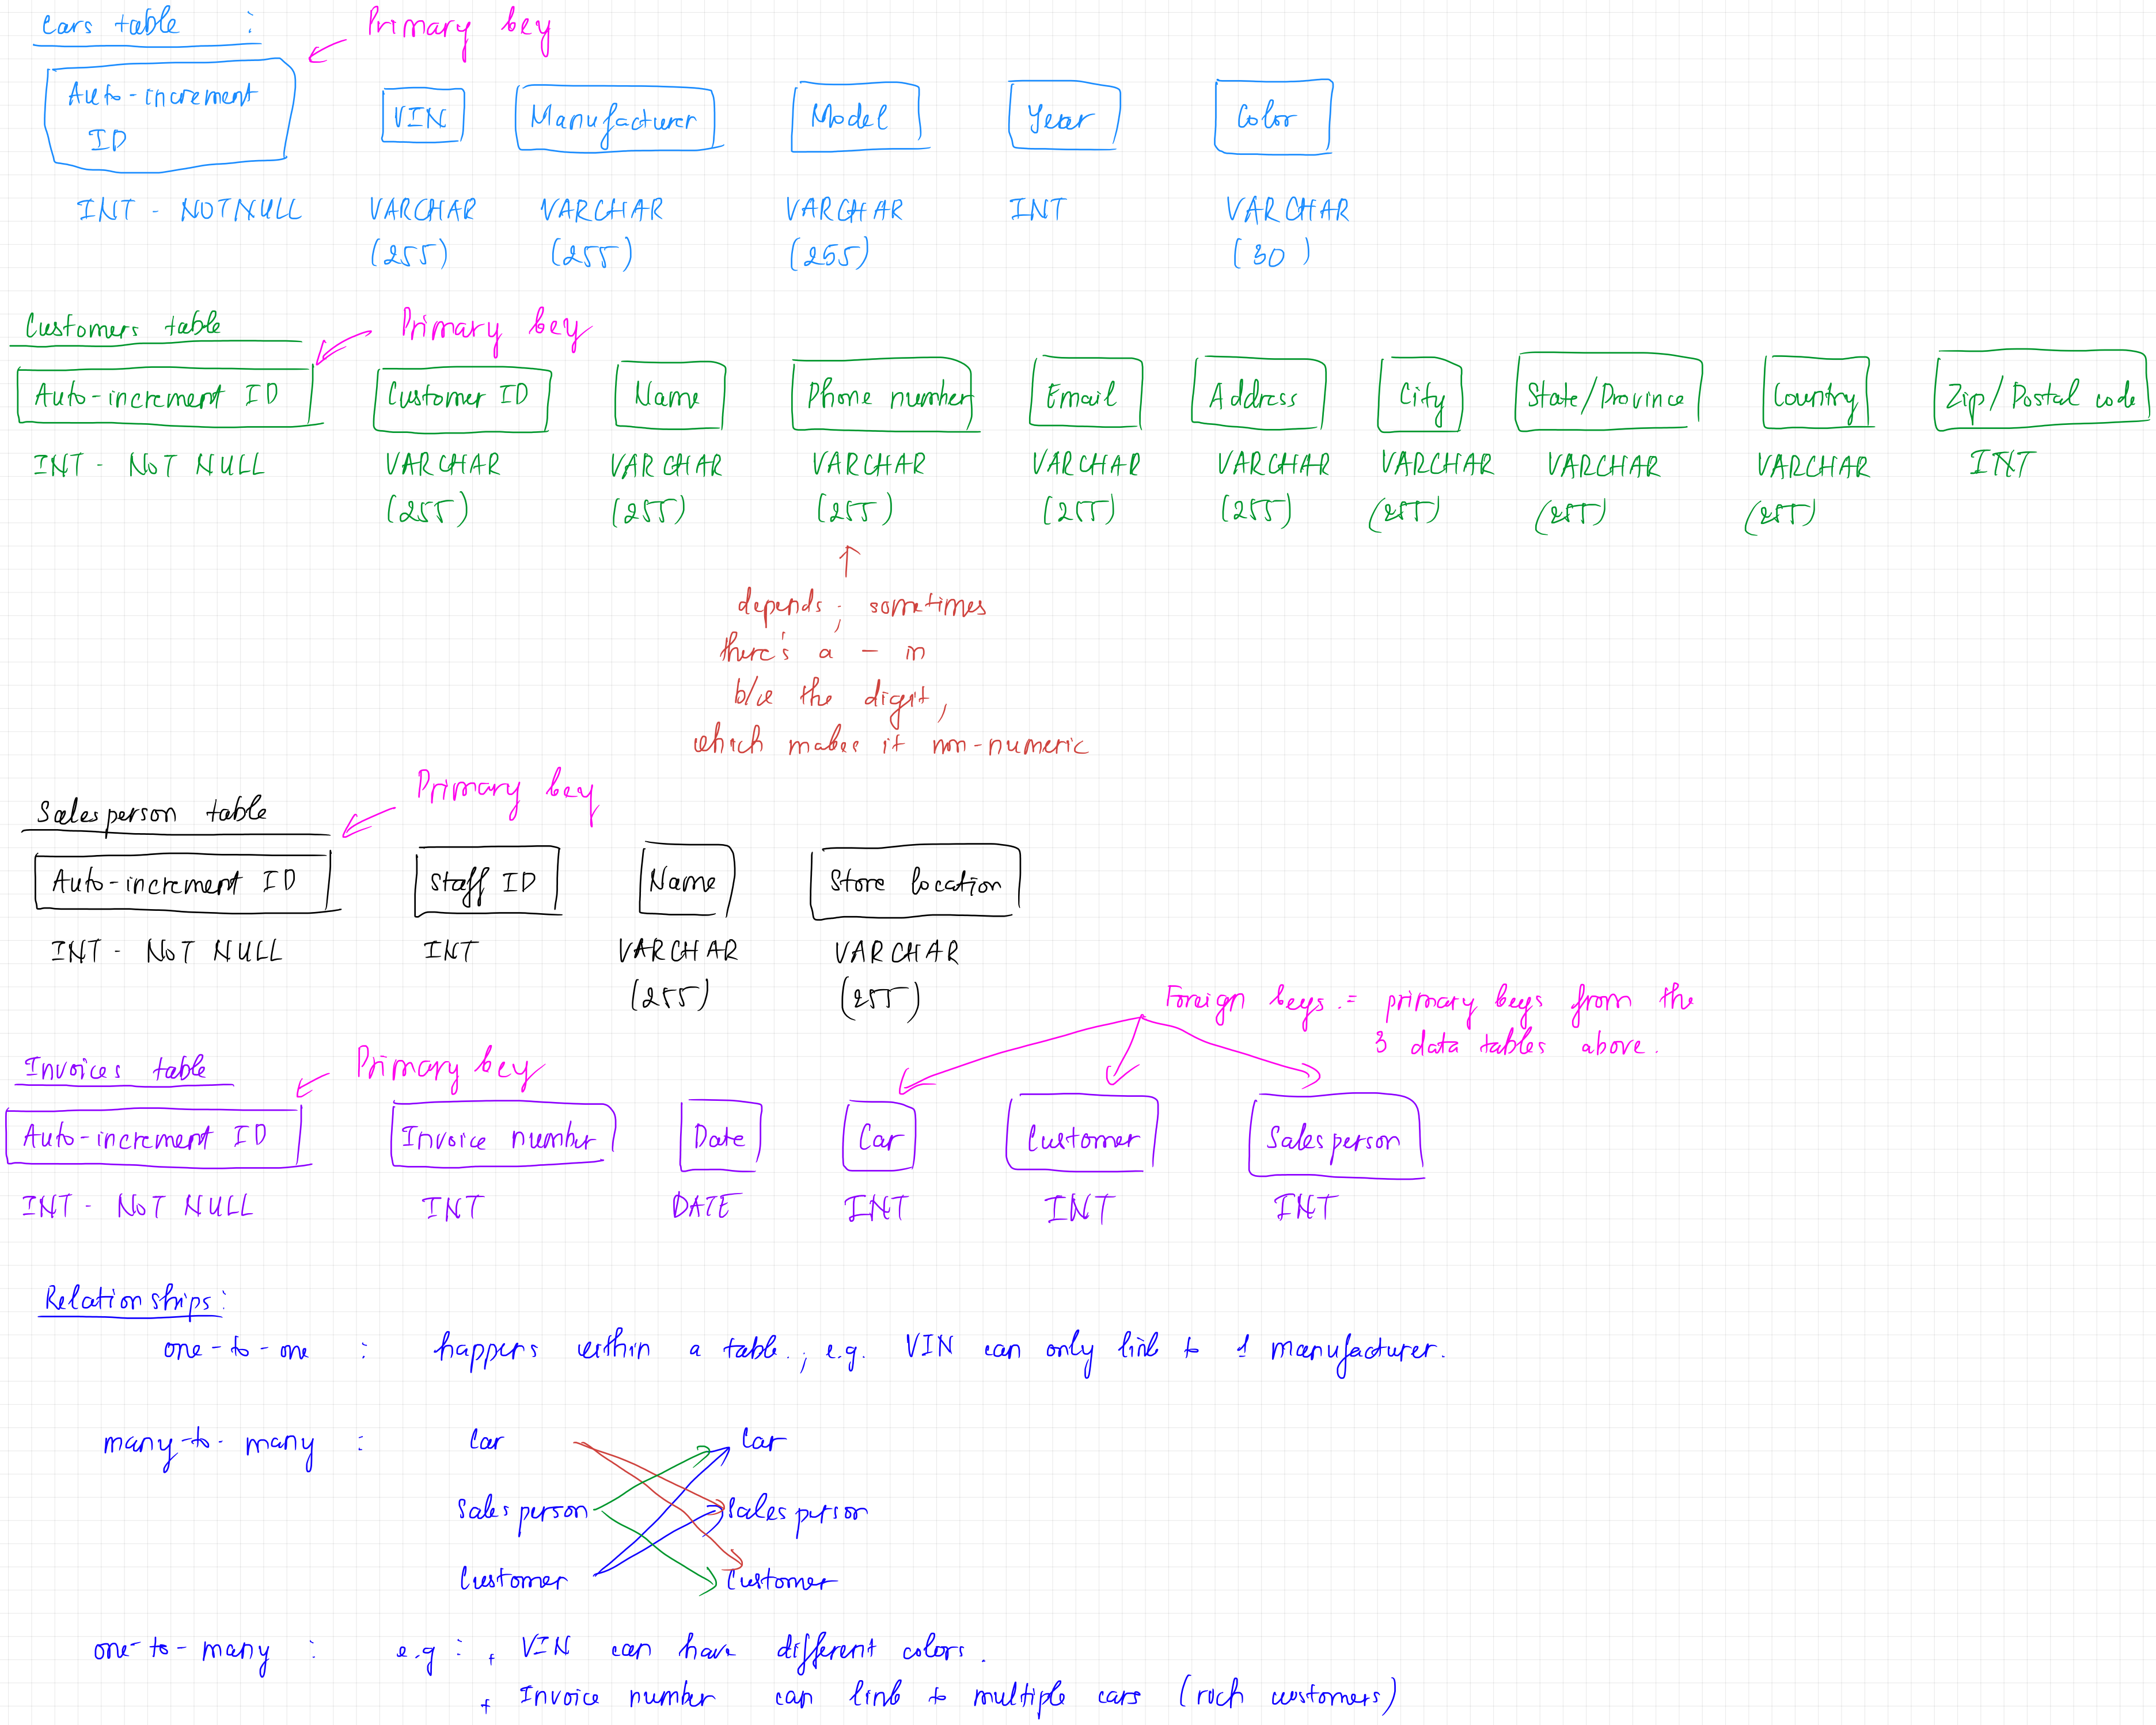 Cars table :
Primary key
Auto-increment ID
VIN
Manufacturer
Model
Year
Color
INT - NOT NULL
VARCHAR (255)
VARCHAR (255)
VARCHAR (255)
INT
VARCHAR (30)
Customers table
Primary key
Auto-increment ID
Customer ID
Name
Phone number
Email
Address
City
State/Province
Country
Zip/Postal code
INT - NOT NULL
VARCHAR (255)
VARCHAR (255)
VARCHAR (255)
VARCHAR (255)
VARCHAR (255)
VARCHAR (255)
VARCHAR (255)
VARCHAR (255)
INT
depends; sometimes
there's a - in
b/w the digit,
which makes it non-numeric
Salesperson table
Primary key
Auto-increment ID
Staff ID
Name
Store location
INT - NOT NULL
INT
VARCHAR (255)
VARCHAR (255)
Foreign keys = primary keys from the
3 data tables above.
Invoices table
Primary key
Auto-increment ID
Invoice number
Date
Car
Customer
Salesperson
INT - NOT NULL
INT
DATE
INT
INT
INT
Relationships:
one-to-one : happens within a table.; e.g. VIN can only link to 1 manufacturer.
many-to-many : Car Car
Salesperson Salesperson
Customer Customer
one-to-many : e.g : + VIN can have different colors.
+ Invoice number can link to multiple cars (rich customers)